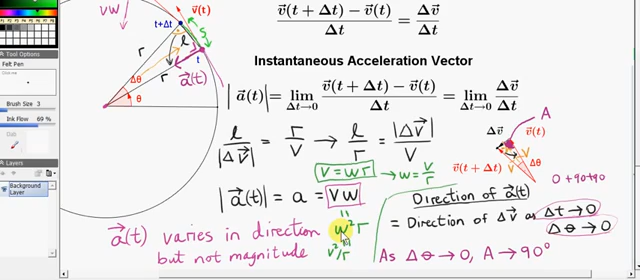 vw
v⃗(t)
t+Δt
S
r
l
t
r
a⃗(t)
Δθ
θ
v⃗(t + Δt) − v⃗(t) / Δt = Δv⃗ / Δt
Instantaneous Acceleration Vector
|a⃗(t)| = lim Δt→0 v⃗(t + Δt) − v⃗(t) / Δt = lim Δt→0 Δv⃗ / Δt
l / |Δv⃗| = r / v → l / r = |Δv⃗| / v
v = wr → w = v/r
|a⃗(t)| = a = vw
= w²r
v²/r
a⃗(t) varies in direction
but not magnitude
A
Δv⃗
v⃗(t)
v
v
v⃗(t+Δt)
Δθ
0 + 90 + 90
Direction of a⃗(t)
= Direction of Δv⃗ as Δt → 0
Δθ → 0
As Δθ → 0, A → 90°
Tool Options
Felt Pen
Brush Size 3
Ink Flow 69 %
Layers
Background